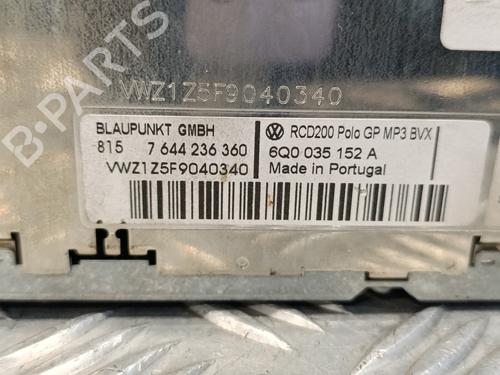 B-PARTS
VWZ1Z5F9040340
BLAUPUNKT GMBH
815 7 644 236 360
VWZ1Z5F9040340
RCD200 Polo GP MP3 BVX
6Q0 035 152 A
Made in Portugal